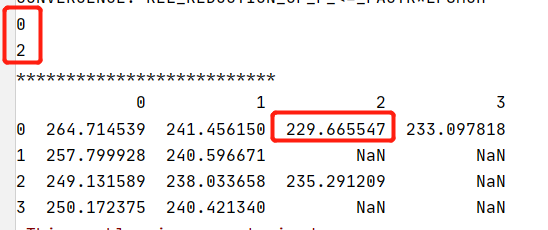 CONVERGENCE: REL_REDUCTION_OF_F_<=_FACTR*EPSMCH
0
2
**************************
0 1 2 3
0 264.714539 241.456150 229.665547 233.097818
1 257.799928 240.596671 NaN NaN
2 249.131589 238.033658 235.291209 NaN
3 250.172375 240.421340 NaN NaN